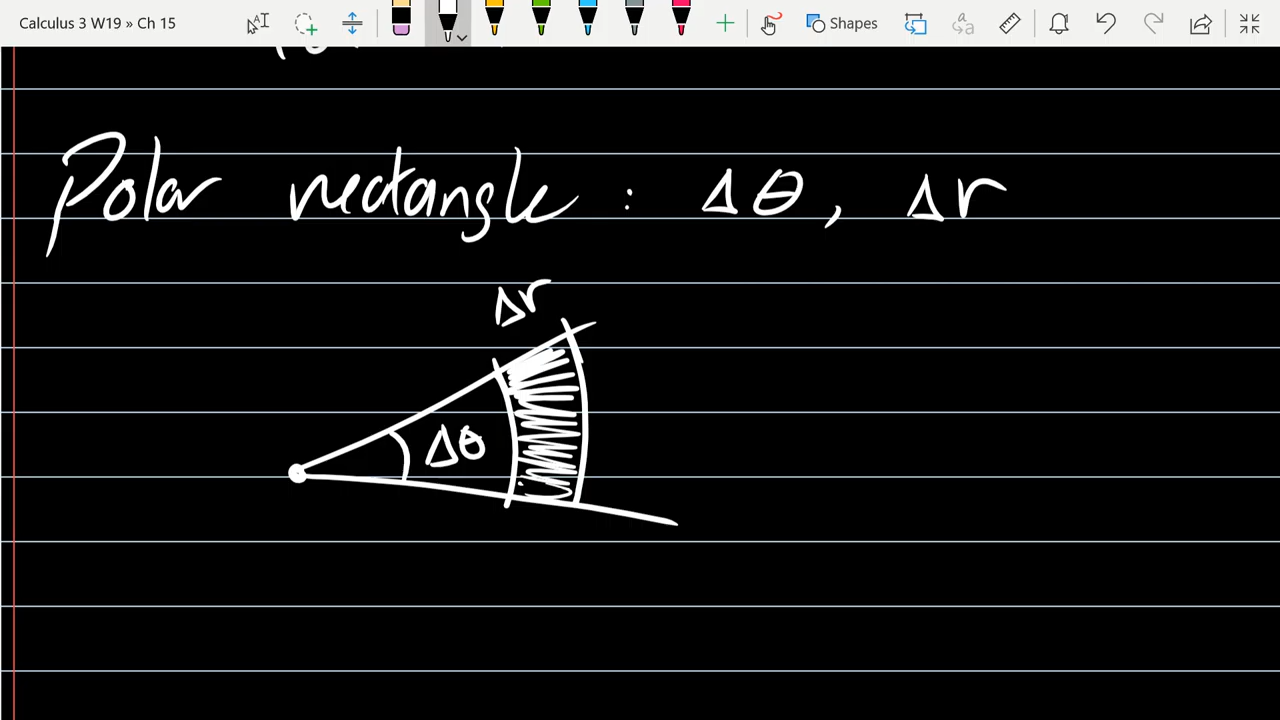 Calculus 3 W19 » Ch 15
Shapes
Polar rectangle : Δθ, Δr
Δr
Δθ